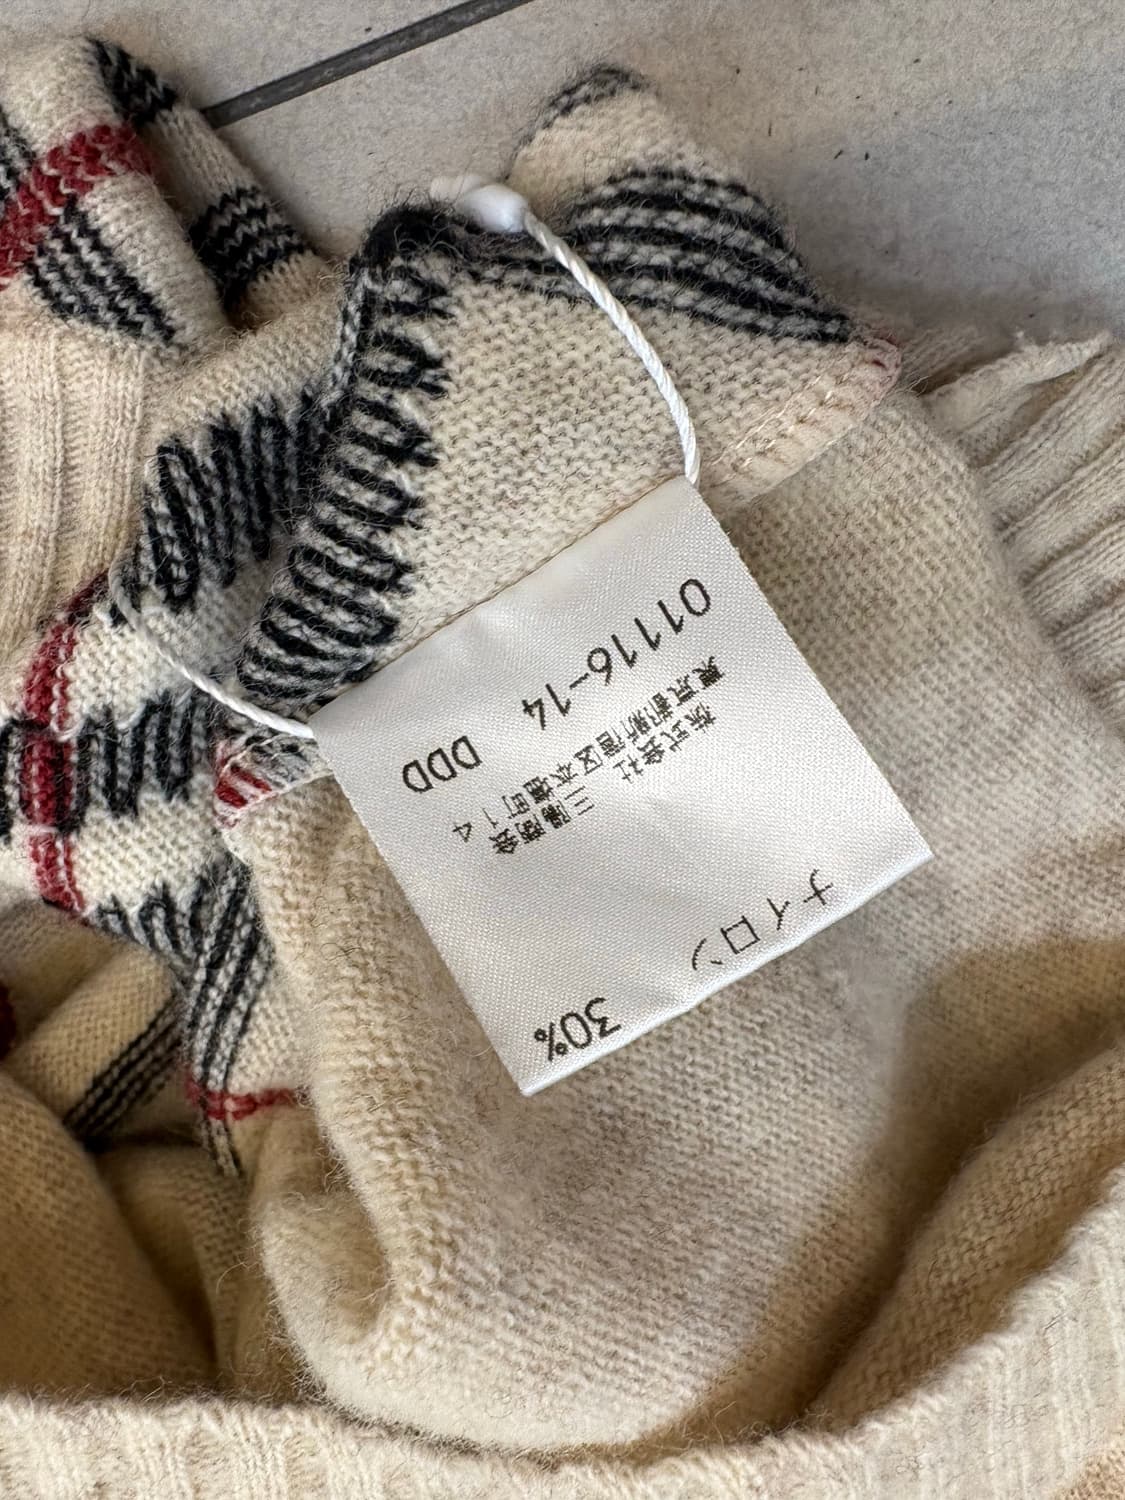 ナイロン 30%
株式会社 三陽商会
東京都新宿区本塩町14
01116-14 DDD